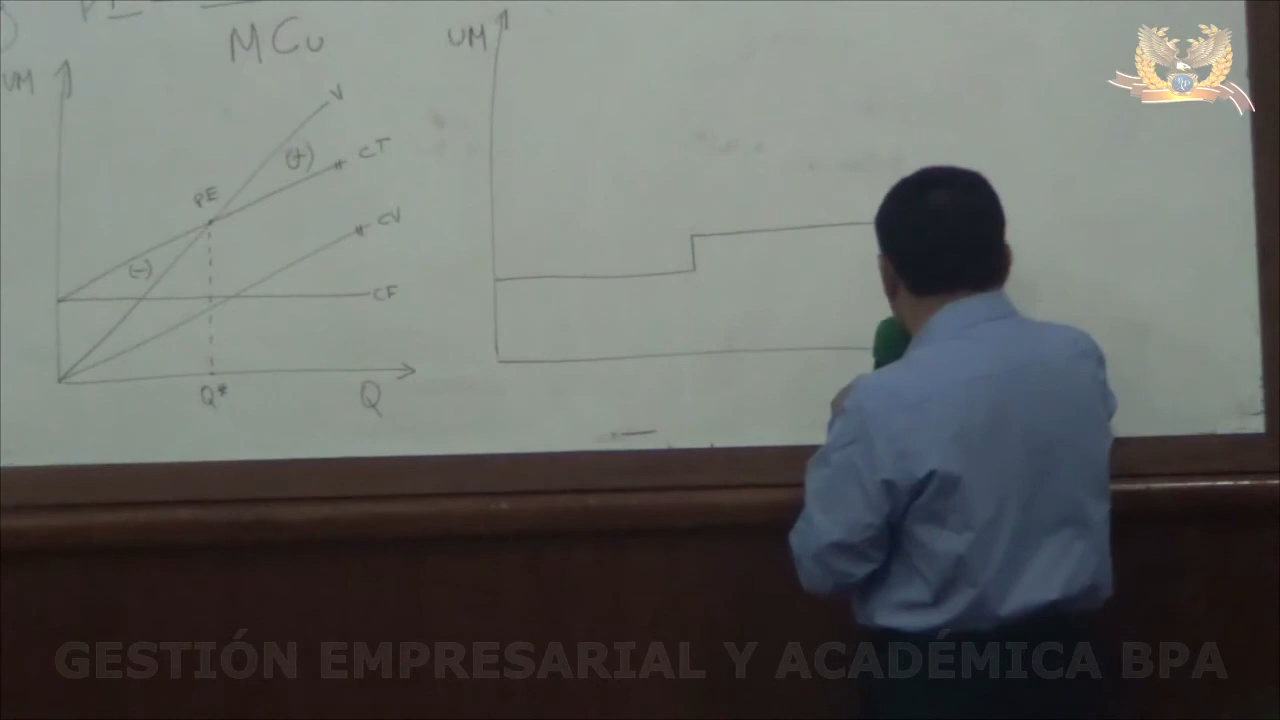 MCu
UM
UM
V
(+)
CT
PE
CV
(-)
CF
Q*
Q
GESTIÓN EMPRESARIAL Y ACADÉMICA BPA